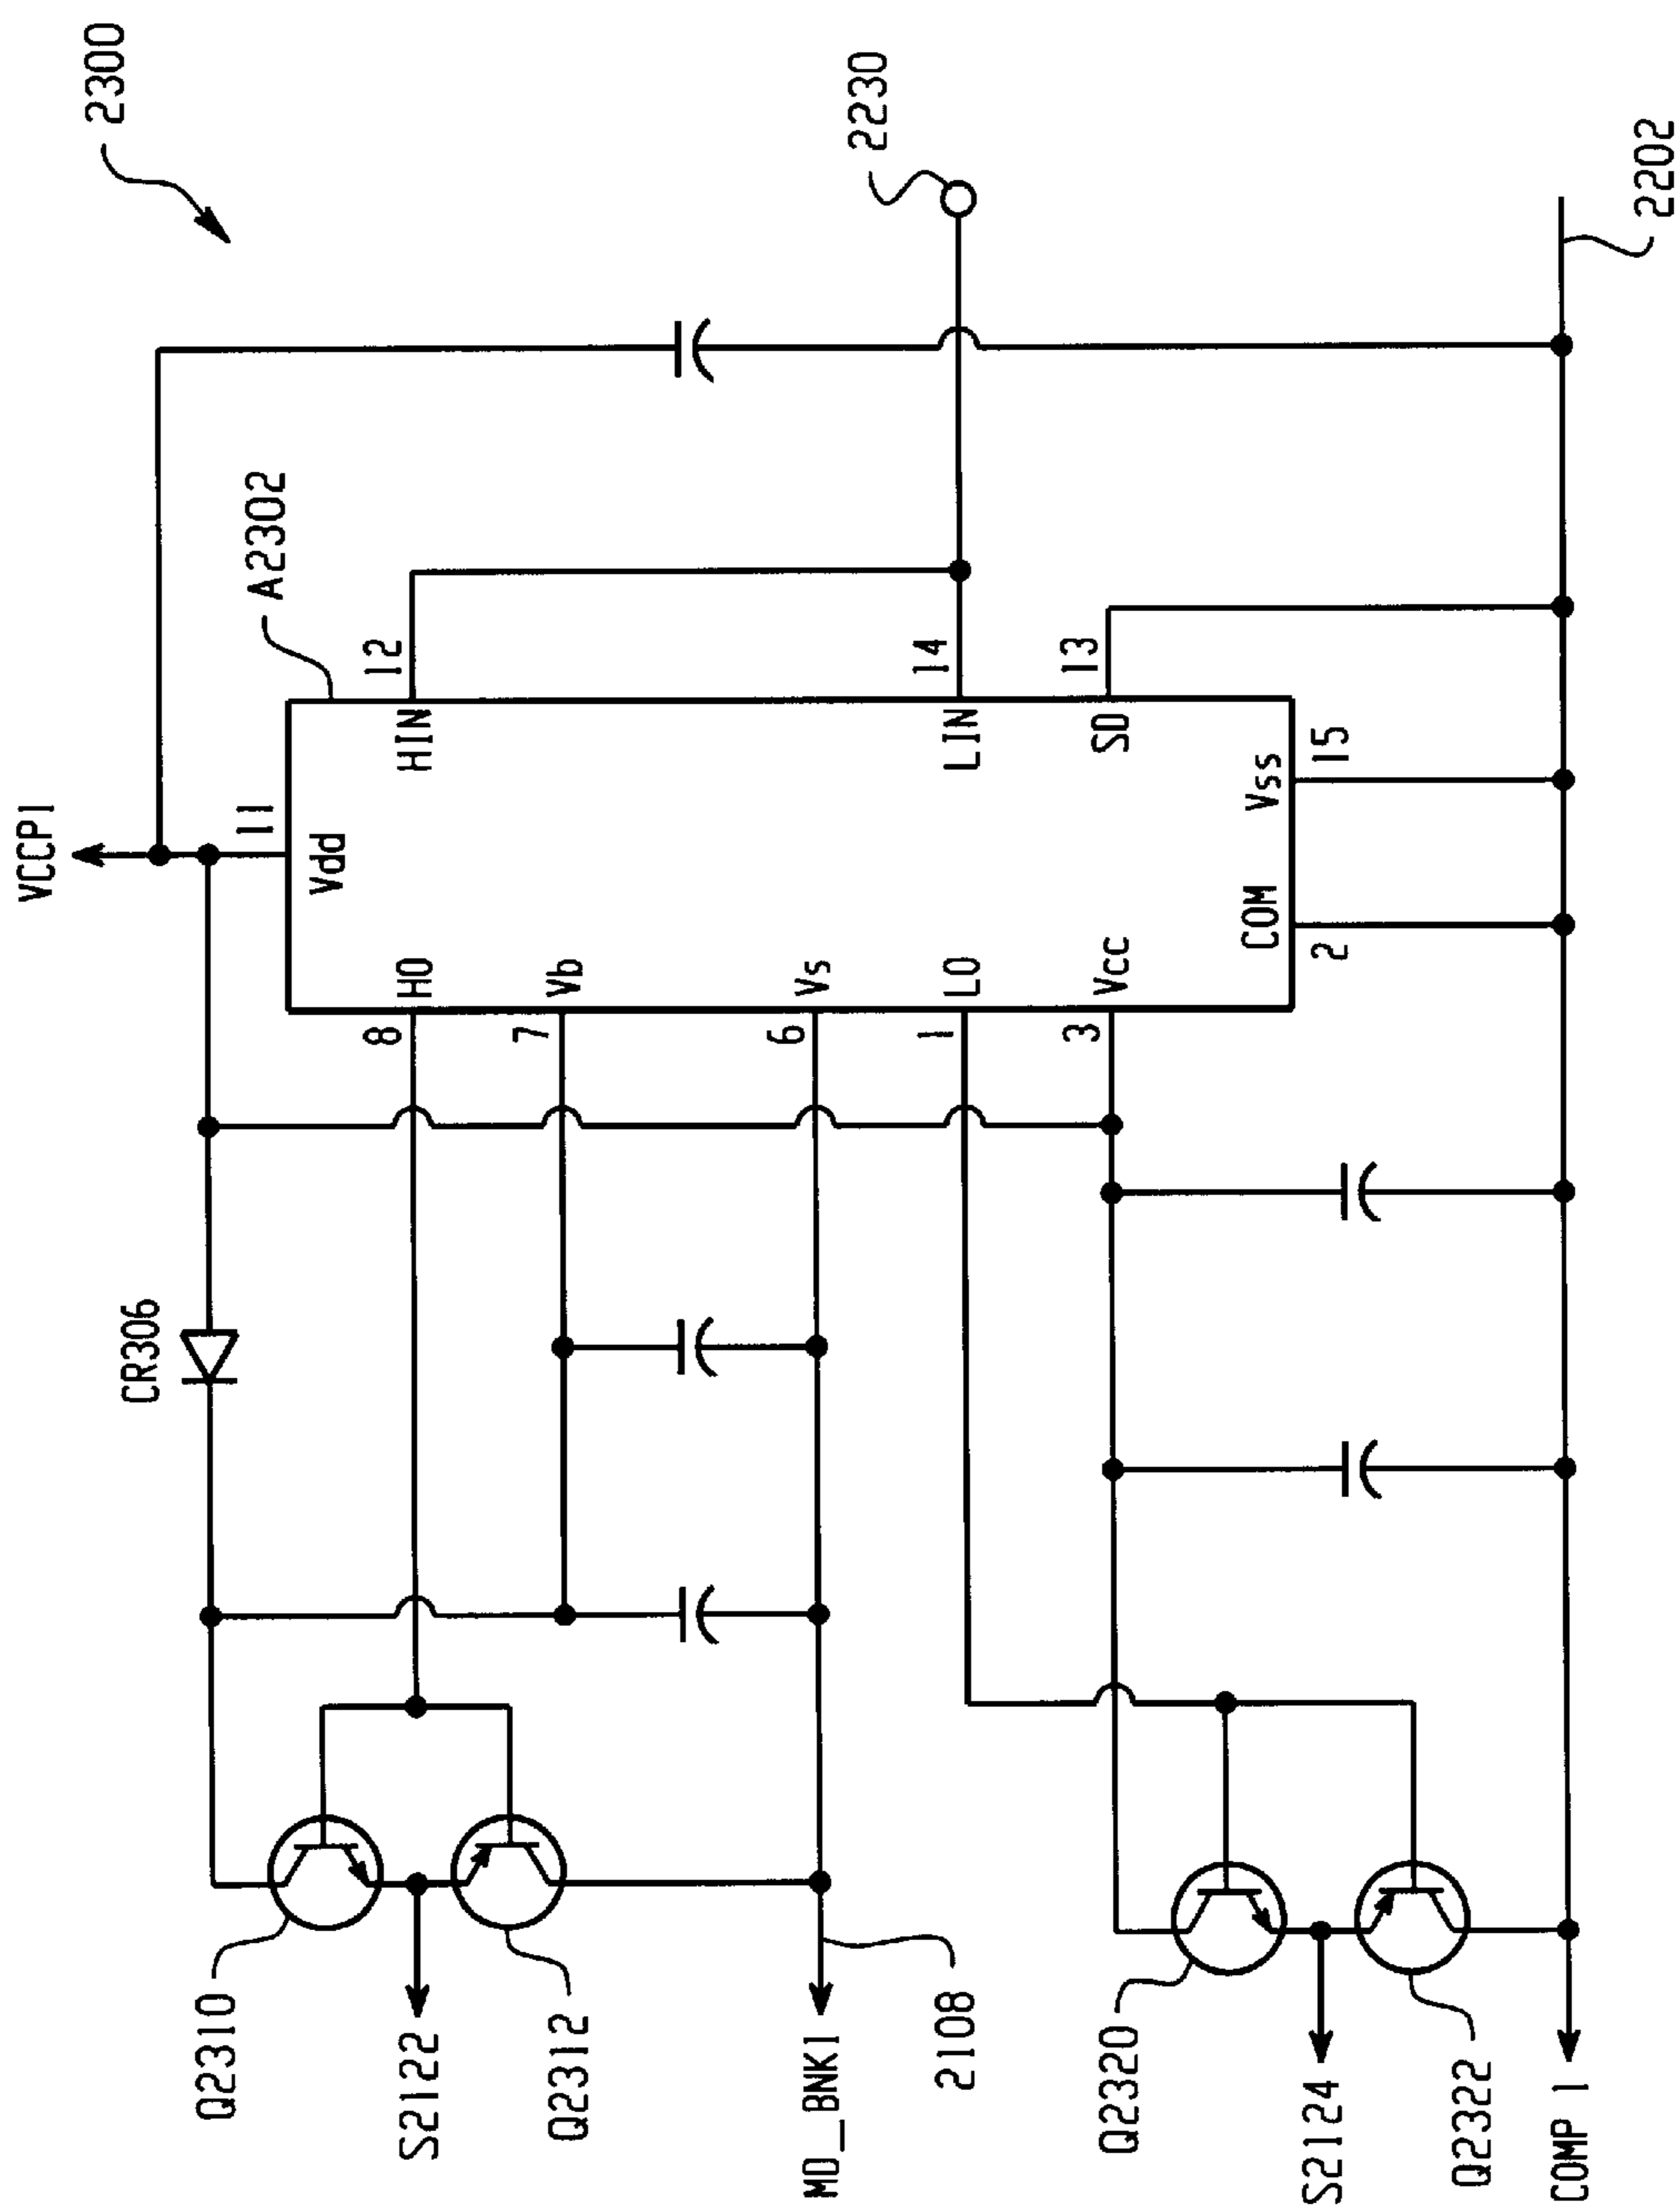 2300
VCCP1
A2302
2230
2202
11
Vdd
12
HIN
14
LIN
13
SD
15
Vss
COM
2
HO
8
Vb
7
Vs
6
LO
1
Vcc
3
CR306
Q2310
S2122
Q2312
MD_BNK1
2108
Q2320
S2124
Q2322
COMP 1